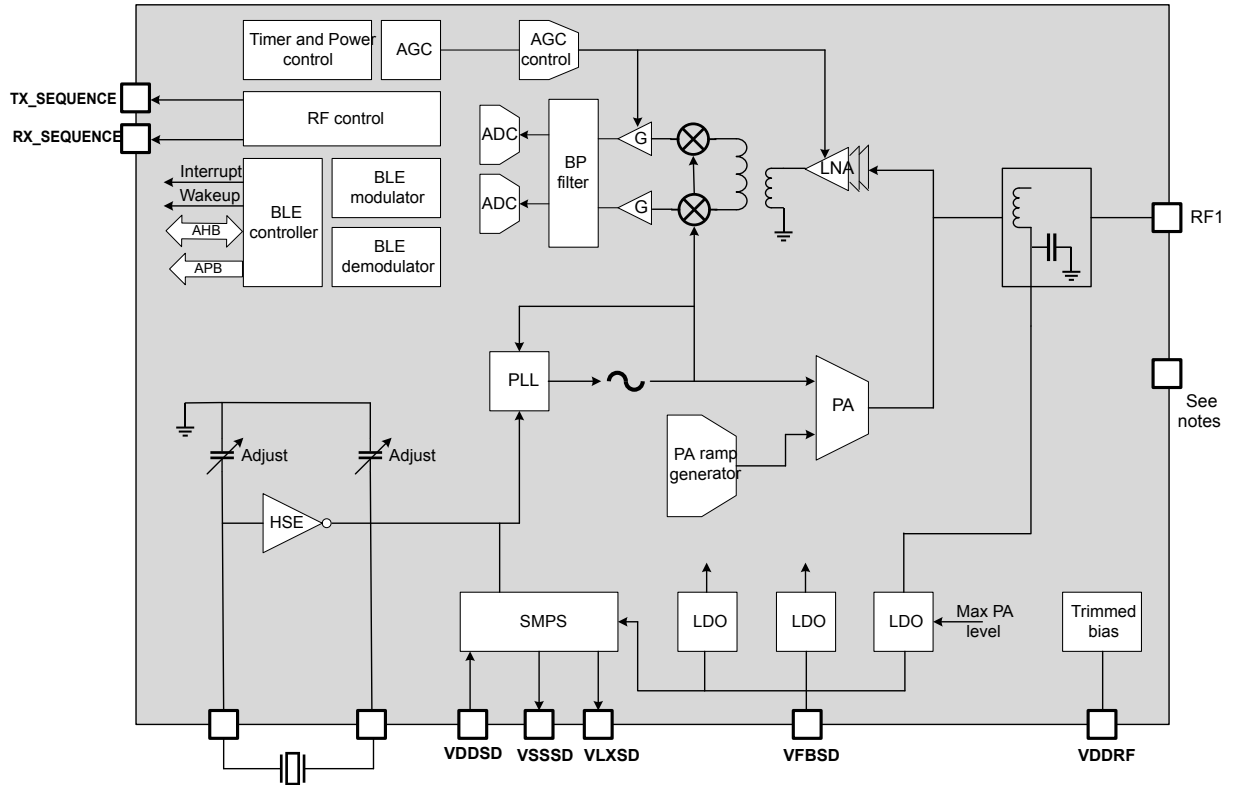 Timer and Power
control
AGC
AGC
control
TX_SEQUENCE
RX_SEQUENCE
RF control
ADC
ADC
BP
filter
G
G
LNA
RF1
Interrupt
Wakeup
AHB
APB
BLE
controller
BLE
modulator
BLE
demodulator
PLL
PA
See
notes
PA ramp
generator
Adjust
Adjust
HSE
SMPS
LDO
LDO
LDO
Max PA
level
Trimmed
bias
VDDSD
VSSSD
VLXSD
VFBSD
VDDRF